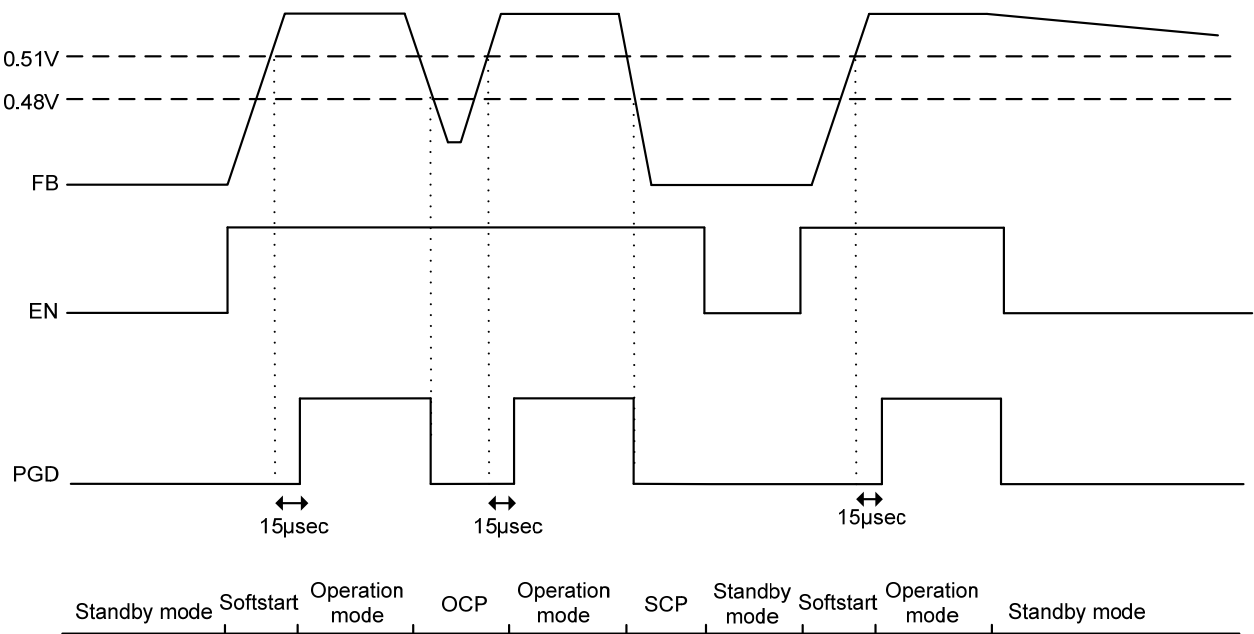 0.51V
0.48V
FB
EN
PGD
15µsec
15µsec
15µsec
Standby mode
Softstart
Operation
mode
OCP
Operation
mode
SCP
Standby
mode
Softstart
Operation
mode
Standby mode